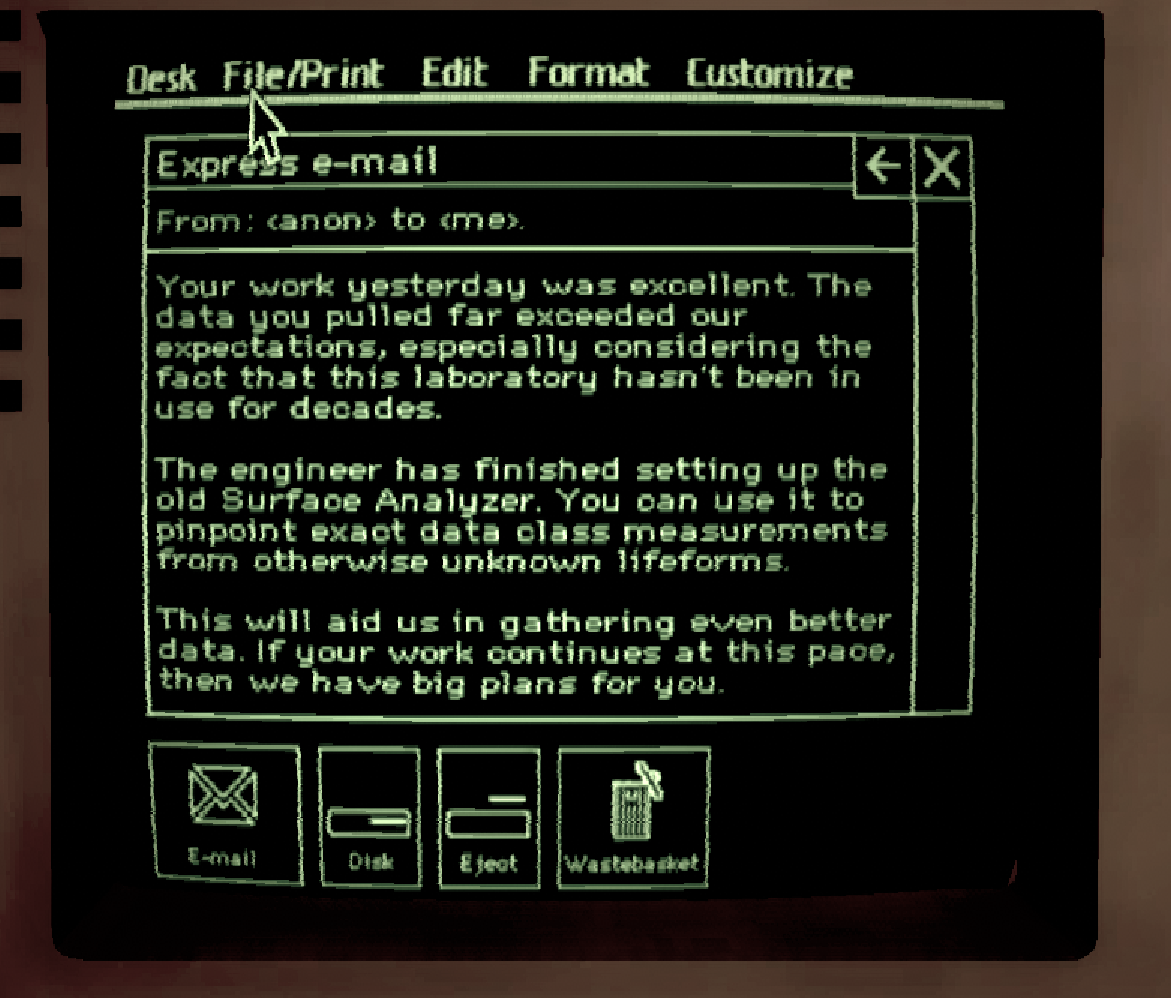 Desk File/Print Edit Format Customize
Express e-mail
From: <anon> to <me>.
Your work yesterday was excellent. The
data you pulled far exceeded our
expectations, especially considering the
fact that this laboratory hasn't been in
use for decades.
The engineer has finished setting up the
old Surface Analyzer. You can use it to
pinpoint exact data class measurements
from otherwise unknown lifeforms.
This will aid us in gathering even better
data. If your work continues at this pace,
then we have big plans for you.
E-mail Disk Eject Wastebasket